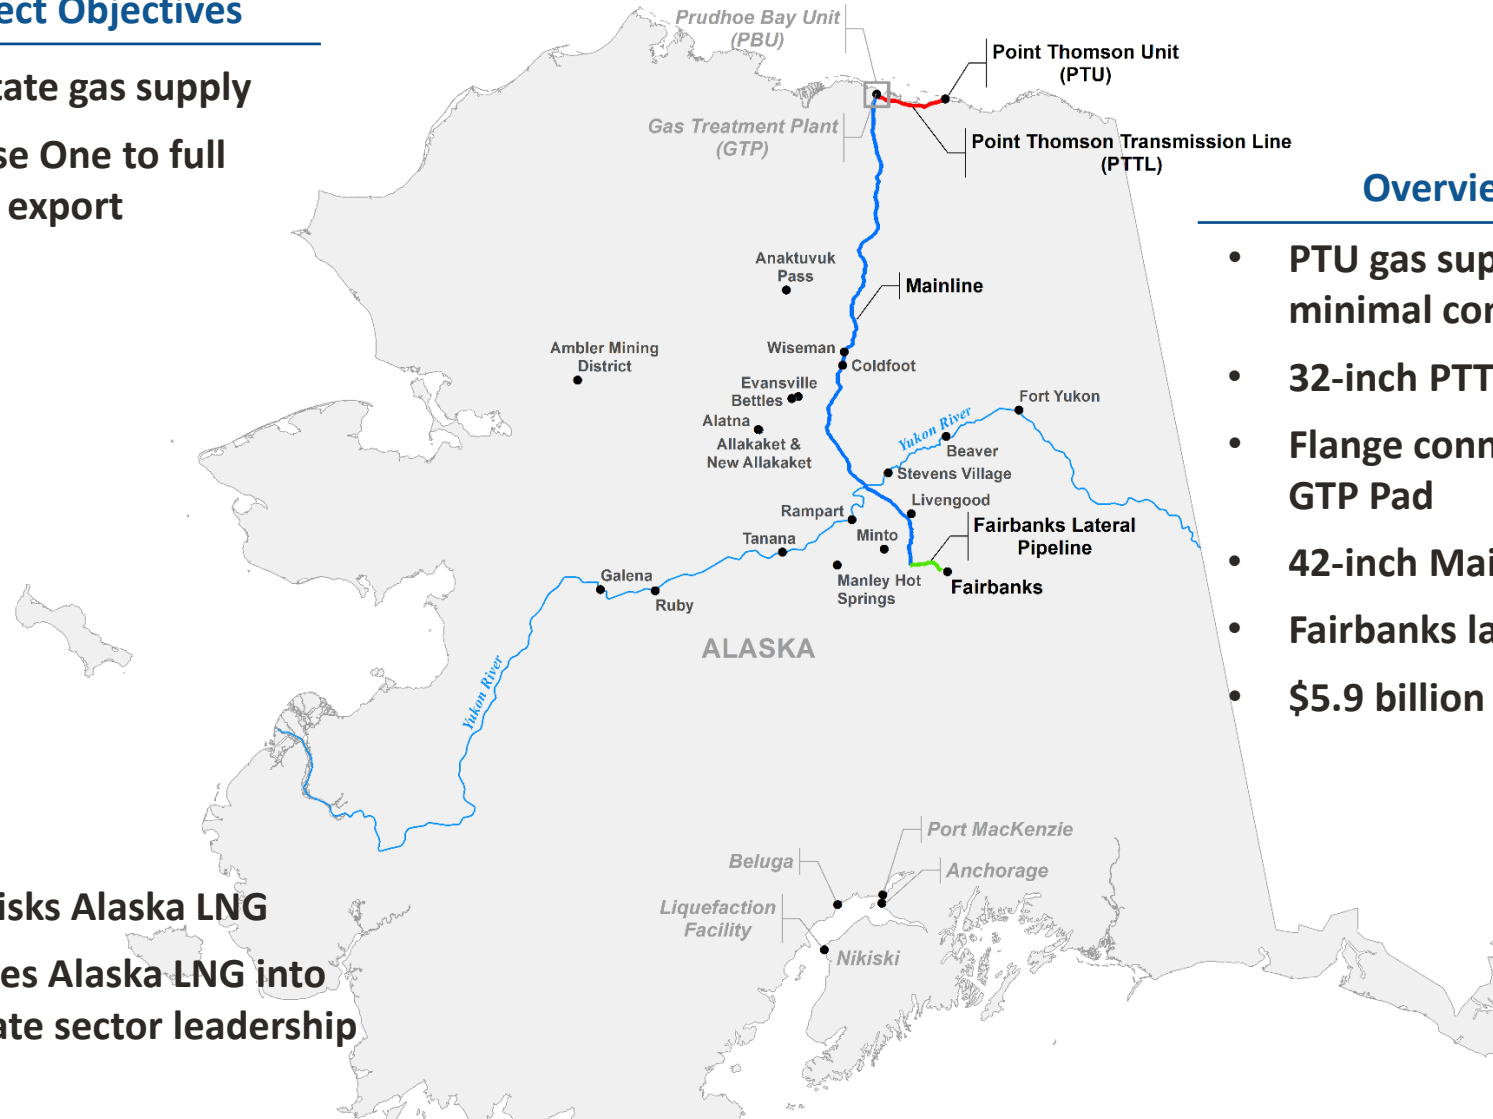 ect Objectives
tate gas supply
se One to full
export
isks Alaska LNG
es Alaska LNG into
ate sector leadership
Prudhoe Bay Unit
(PBU)
Point Thomson Unit
(PTU)
Gas Treatment Plant
(GTP)
Point Thomson Transmission Line
(PTTL)
Anaktuvuk
Pass
Mainline
Ambler Mining
District
Wiseman
Coldfoot
Evansville
Bettles
Alatna
Allakaket &
New Allakaket
Fort Yukon
Yukon River
Beaver
Stevens Village
Livengood
Rampart
Fairbanks Lateral
Pipeline
Minto
Tanana
Manley Hot
Springs
Fairbanks
Galena
Ruby
ALASKA
Yukon River
Port MacKenzie
Beluga
Anchorage
Liquefaction
Facility
Nikiski
Overvie
• PTU gas sup
minimal cor
• 32-inch PTT
• Flange conn
GTP Pad
• 42-inch Mai
• Fairbanks la
• $5.9 billion